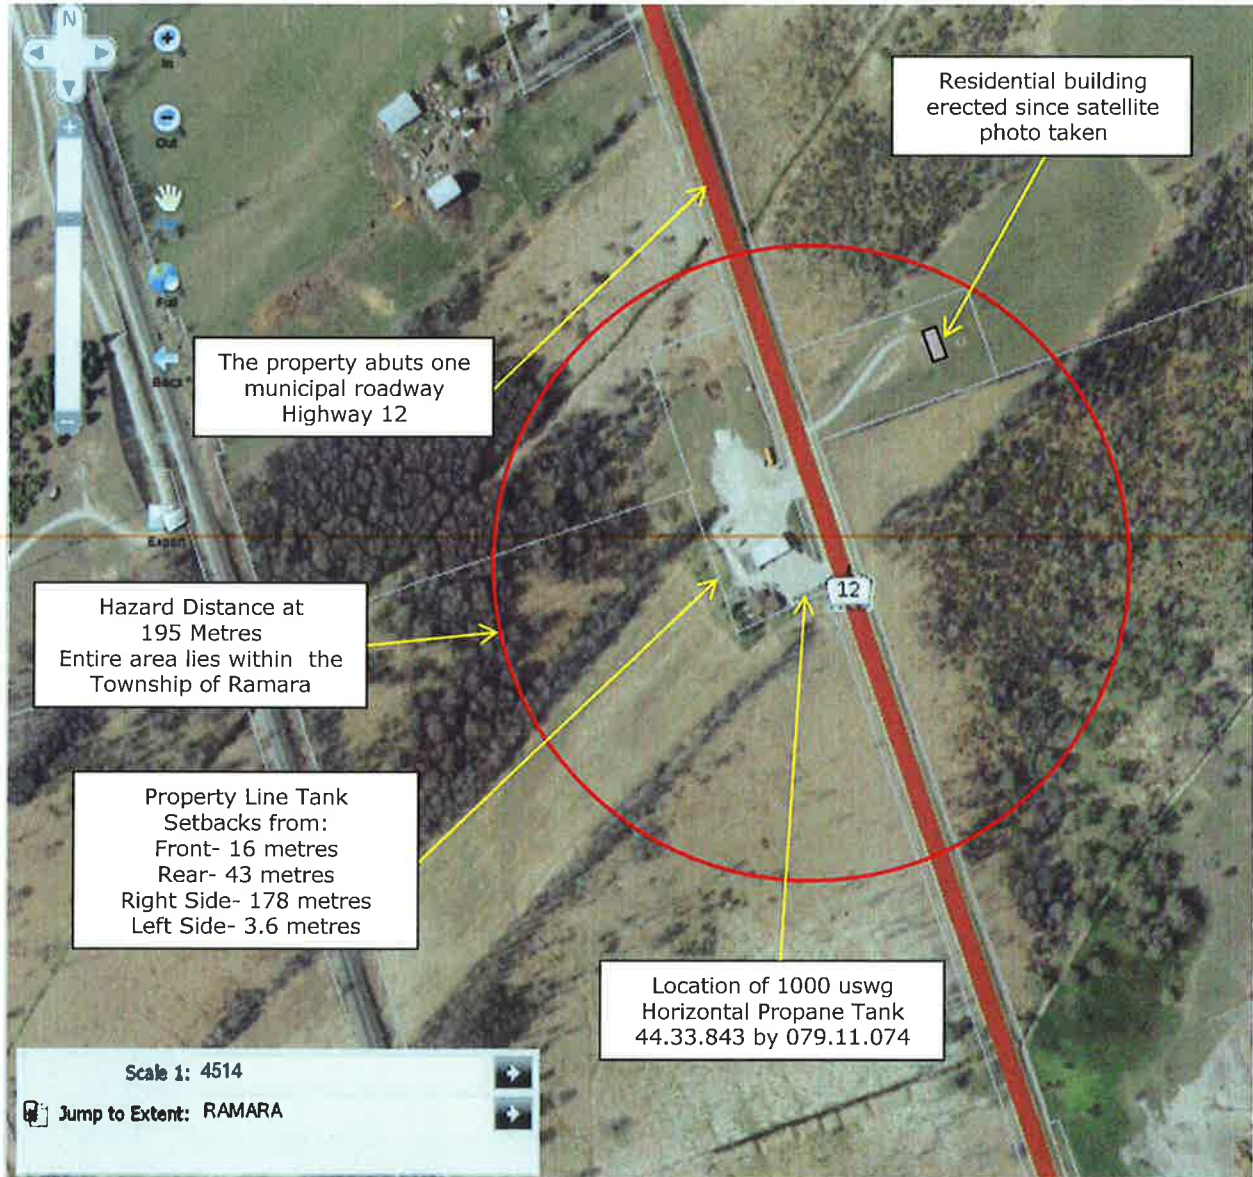 N
In
Out
Full
Back
Export
Residential building
erected since satellite
photo taken
The property abuts one
municipal roadway
Highway 12
12
Hazard Distance at
195 Metres
Entire area lies within the
Township of Ramara
Property Line Tank
Setbacks from:
Front- 16 metres
Rear- 43 metres
Right Side- 178 metres
Left Side- 3.6 metres
Location of 1000 uswg
Horizontal Propane Tank
44.33.843 by 079.11.074
Scale 1: 4514
Jump to Extent: RAMARA